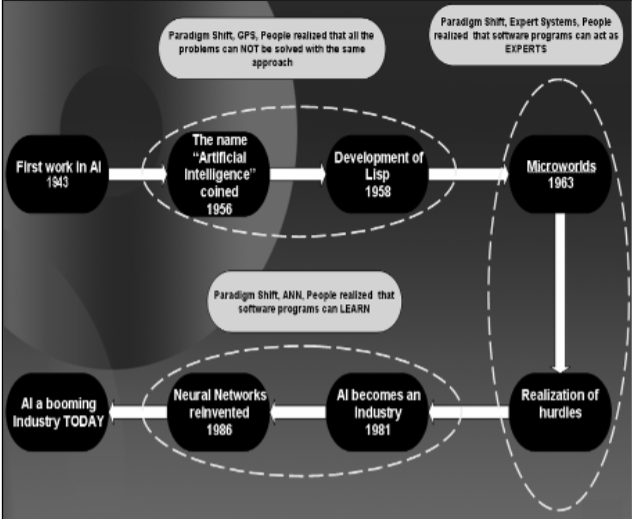 Paradigm Shift, GPS, People realized that all the
problems can NOT be solved with the same
approach
Paradigm Shift, Expert Systems, People
realized that software programs can act as
EXPERTS
First work in AI
1943
The name
“Artificial
Intelligence”
coined
1956
Development of
Lisp
1958
Microworlds
1963
Paradigm Shift, ANN, People realized that
software programs can LEARN
AI a booming
Industry TODAY
Neural Networks
reinvented
1986
AI becomes an
Industry
1981
Realization of
hurdles